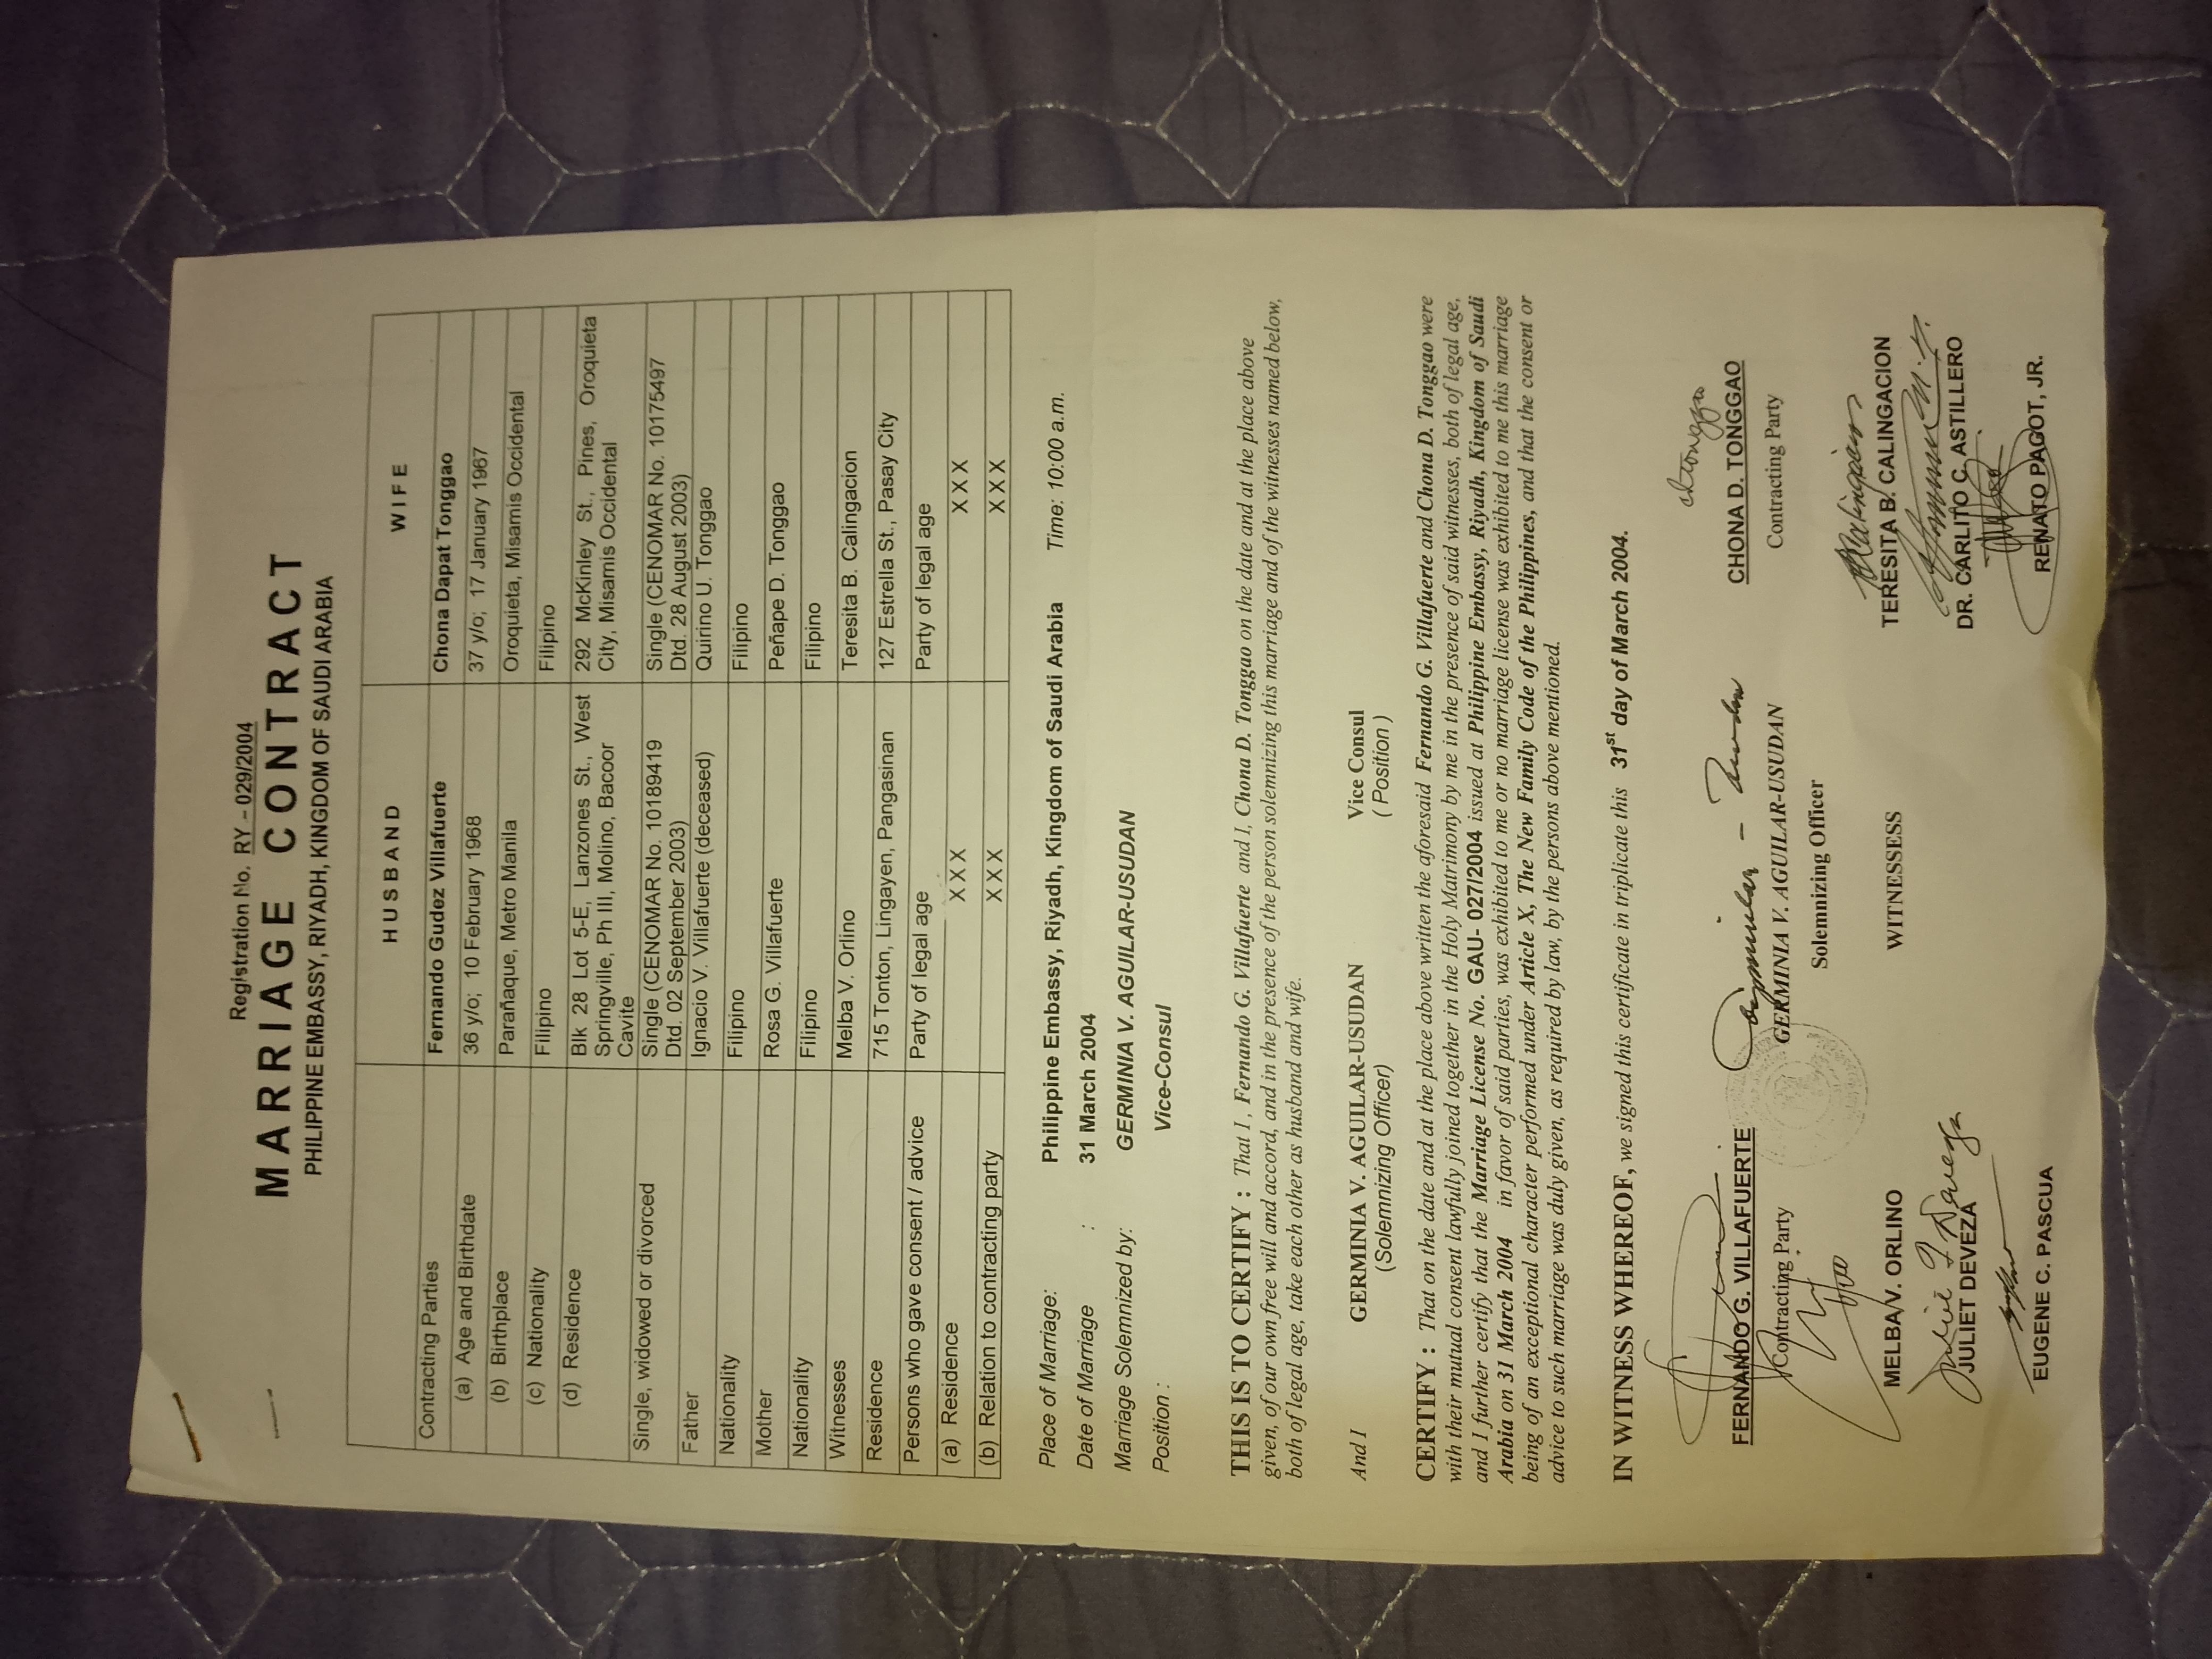 Registration No. RY – 029/2004
MARRIAGE CONTRACT
PHILIPPINE EMBASSY, RIYADH, KINGDOM OF SAUDI ARABIA
HUSBAND WIFE
Contracting Parties Fernando Gudez Villafuerte Chona Dapat Tonggao
(a) Age and Birthdate 36 y/o; 10 February 1968 37 y/o; 17 January 1967
(b) Birthplace Parañaque, Metro Manila Oroquieta, Misamis Occidental
(c) Nationality Filipino Filipino
(d) Residence Blk 28 Lot 5-E, Lanzones St., West 292 McKinley St., Pines, Oroquieta
Springville, Ph III, Molino, Bacoor City, Misamis Occidental
Cavite
Single, widowed or divorced Single (CENOMAR No. 10189419 Single (CENOMAR No. 10175497
Dtd. 02 September 2003) Dtd. 28 August 2003)
Father Ignacio V. Villafuerte (deceased) Quirino U. Tonggao
Nationality Filipino Filipino
Mother Rosa G. Villafuerte Peñape D. Tonggao
Nationality Filipino Filipino
Witnesses Melba V. Orlino Teresita B. Calingacion
Residence 715 Tonton, Lingayen, Pangasinan 127 Estrella St., Pasay City
Persons who gave consent / advice Party of legal age Party of legal age
(a) Residence X X X X X X
(b) Relation to contracting party X X X X X X
Place of Marriage: Philippine Embassy, Riyadh, Kingdom of Saudi Arabia Time: 10:00 a.m.
Date of Marriage : 31 March 2004
Marriage Solemnized by: GERMINIA V. AGUILAR-USUDAN
Position : Vice-Consul
THIS IS TO CERTIFY : That I , Fernando G. Villafuerte and I, Chona D. Tonggao on the date and at the place above
given, of our own free will and accord, and in the presence of the person solemnizing this marriage and of the witnesses named below,
both of legal age, take each other as husband and wife.
And I GERMINIA V. AGUILAR-USUDAN Vice Consul
(Solemnizing Officer) ( Position )
CERTIFY : That on the date and at the place above written the aforesaid Fernando G. Villafuerte and Chona D. Tonggao were
with their mutual consent lawfully joined together in the Holy Matrimony by me in the presence of said witnesses, both of legal age,
and I further certify that the Marriage License No. GAU- 027/2004 issued at Philippine Embassy, Riyadh, Kingdom of Saudi
Arabia on 31 March 2004 in favor of said parties, was exhibited to me or no marriage license was exhibited to me this marriage
being of an exceptional character performed under Article X, The New Family Code of the Philippines, and that the consent or
advice to such marriage was duly given, as required by law, by the persons above mentioned.
IN WITNESS WHEREOF, we signed this certificate in triplicate this 31st day of March 2004.
FERNANDO G. VILLAFUERTE CHONA D. TONGGAO
Contracting Party Contracting Party
GERMINIA V. AGUILAR-USUDAN
Solemnizing Officer
WITNESSES
MELBA V. ORLINO TERESITA B. CALINGACION
JULIET DEVEZA DR. CARLITO C. ASTILLERO
EUGENE C. PASCUA RENATO PAGOT, JR.